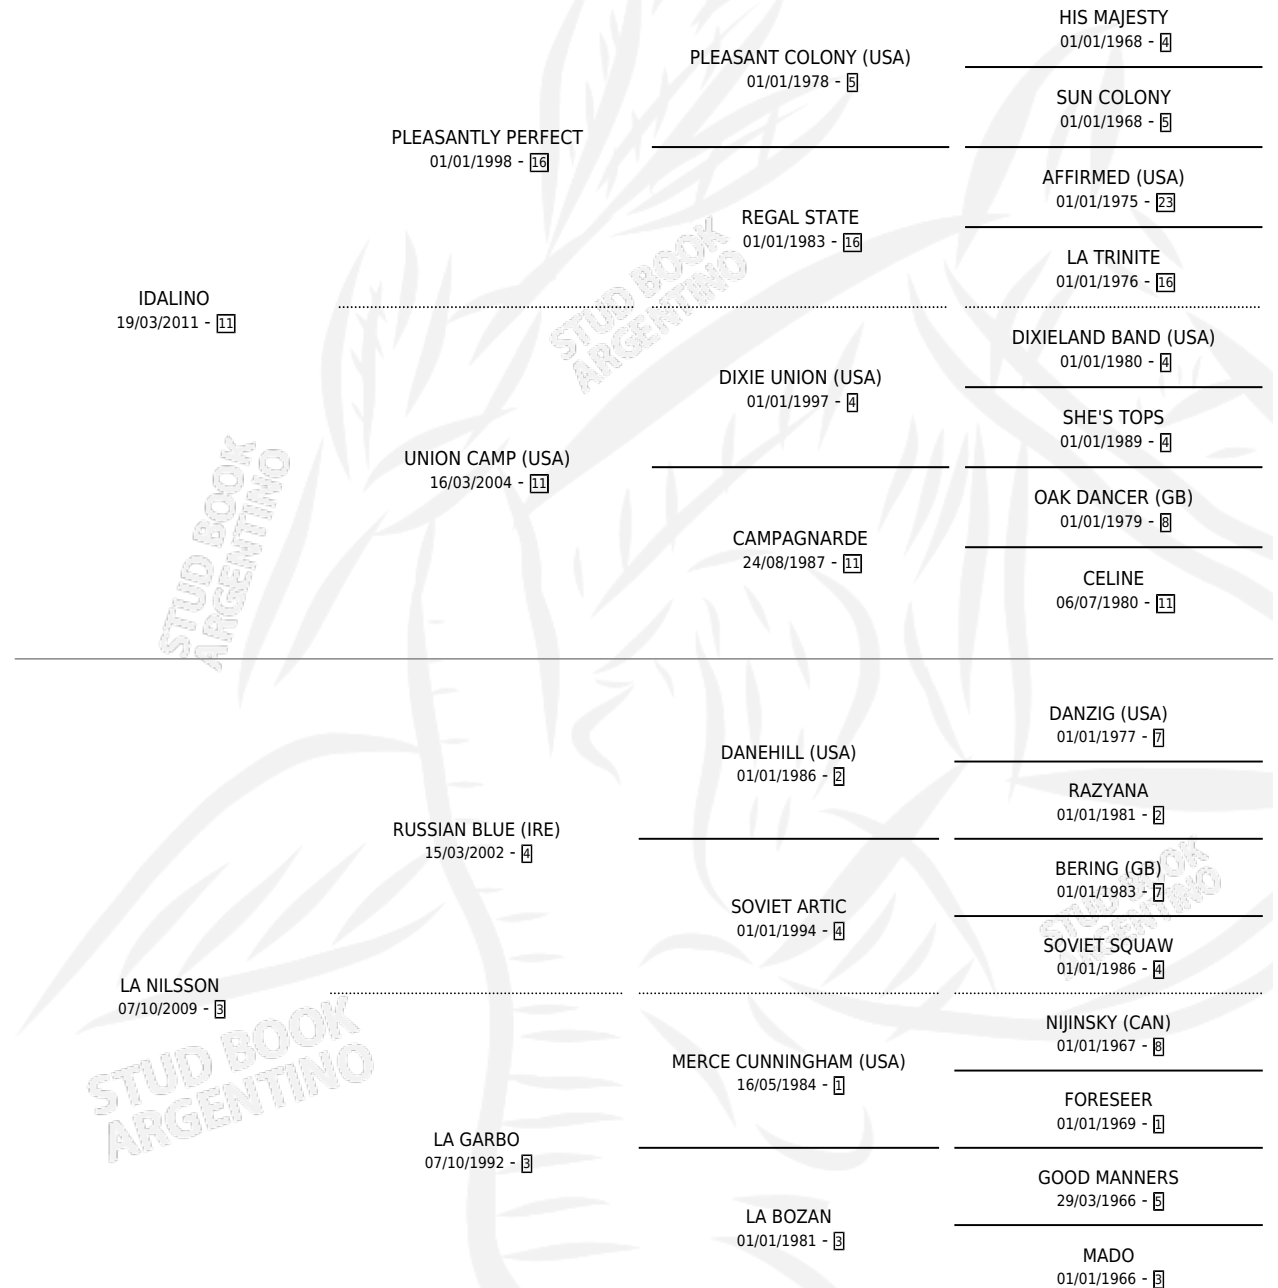 HIS MAJESTY
01/01/1968 - 4
PLEASANT COLONY (USA)
01/01/1978 - 5
SUN COLONY
01/01/1968 - 5
PLEASANTLY PERFECT
01/01/1998 - 16
AFFIRMED (USA)
01/01/1975 - 23
REGAL STATE
01/01/1983 - 16
LA TRINITE
01/01/1976 - 16
IDALINO
19/03/2011 - 11
DIXIELAND BAND (USA)
01/01/1980 - 4
DIXIE UNION (USA)
01/01/1997 - 4
SHE'S TOPS
01/01/1989 - 4
UNION CAMP (USA)
16/03/2004 - 11
OAK DANCER (GB)
01/01/1979 - 8
CAMPAGNARDE
24/08/1987 - 11
CELINE
06/07/1980 - 11
STUD BOOK
ARGENTINO
STUD BOOK
ARGENTINO
DANZIG (USA)
01/01/1977 - 7
DANEHILL (USA)
01/01/1986 - 2
RAZYANA
01/01/1981 - 2
RUSSIAN BLUE (IRE)
15/03/2002 - 4
BERING (GB)
01/01/1983 - 7
SOVIET ARTIC
01/01/1994 - 4
SOVIET SQUAW
01/01/1986 - 4
STUD BOOK
ARGENTINO
LA NILSSON
07/10/2009 - 3
NIJINSKY (CAN)
01/01/1967 - 8
MERCE CUNNINGHAM (USA)
16/05/1984 - 1
FORESEER
01/01/1969 - 1
LA GARBO
07/10/1992 - 3
GOOD MANNERS
29/03/1966 - 5
LA BOZAN
01/01/1981 - 3
MADO
01/01/1966 - 3
STUD BOOK
ARGENTINO